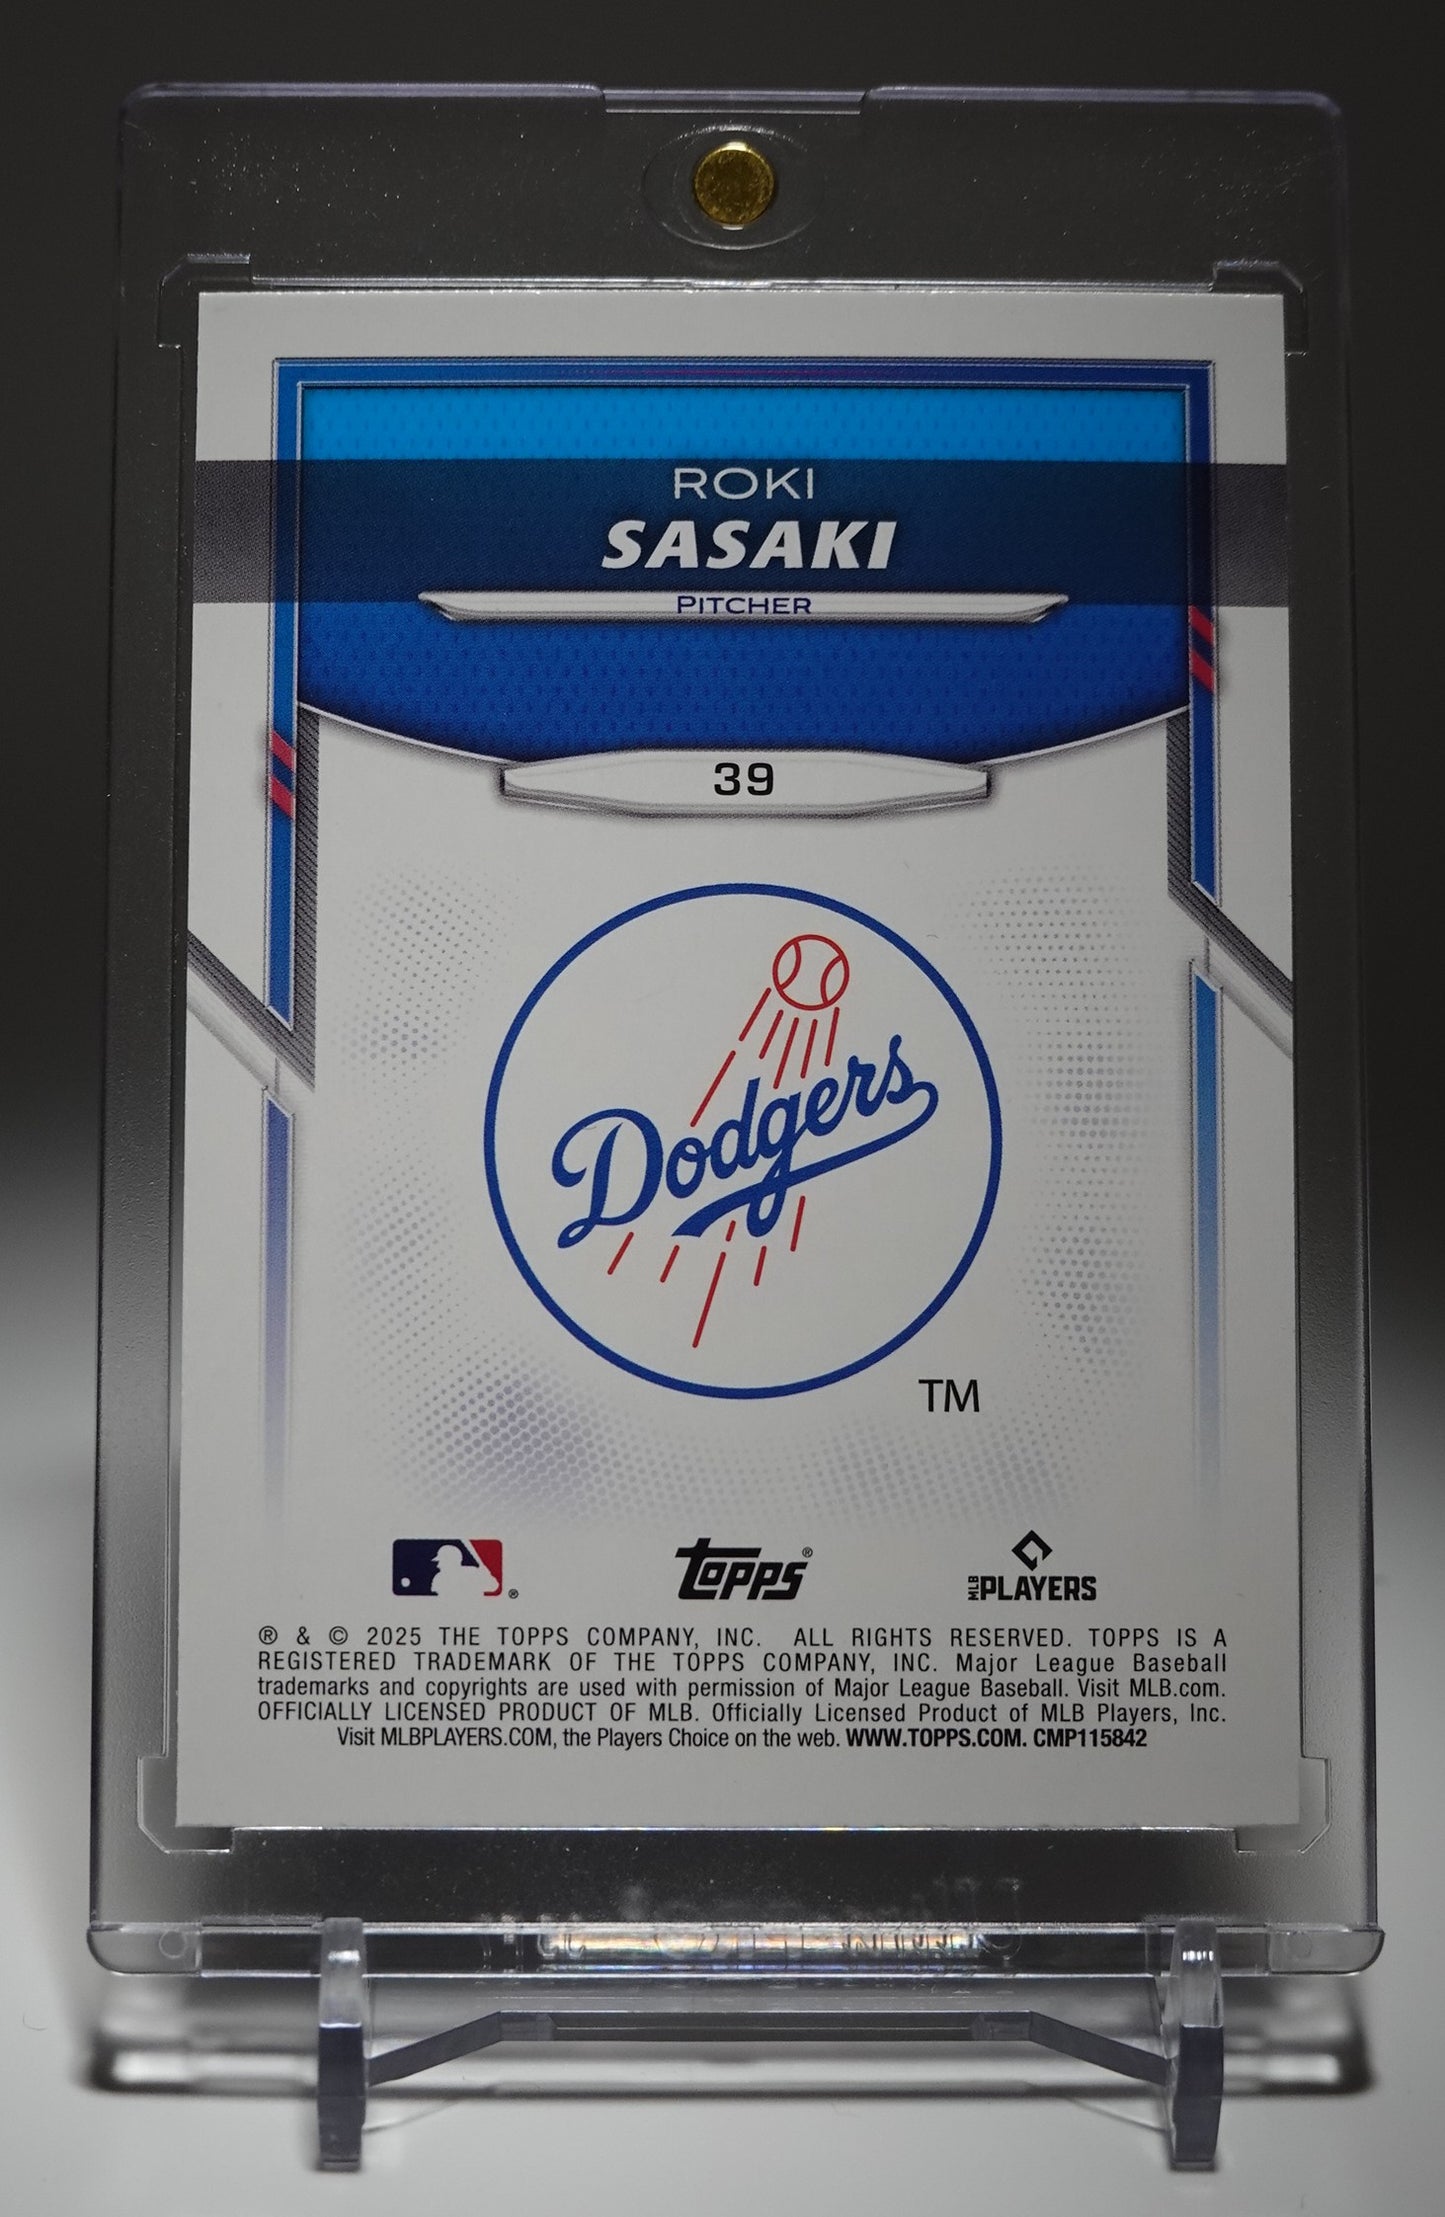 ROKI
SASAKI
PITCHER
39
Dodgers
TM
® TOPPS® MLB PLAYERS
® & © 2025 THE TOPPS COMPANY, INC. ALL RIGHTS RESERVED. TOPPS IS A
REGISTERED TRADEMARK OF THE TOPPS COMPANY, INC. Major League Baseball
trademarks and copyrights are used with permission of Major League Baseball. Visit MLB.com.
OFFICIALLY LICENSED PRODUCT OF MLB. Officially Licensed Product of MLB Players, Inc.
Visit MLBPLAYERS.COM, the Players Choice on the web. WWW.TOPPS.COM. CMP115842